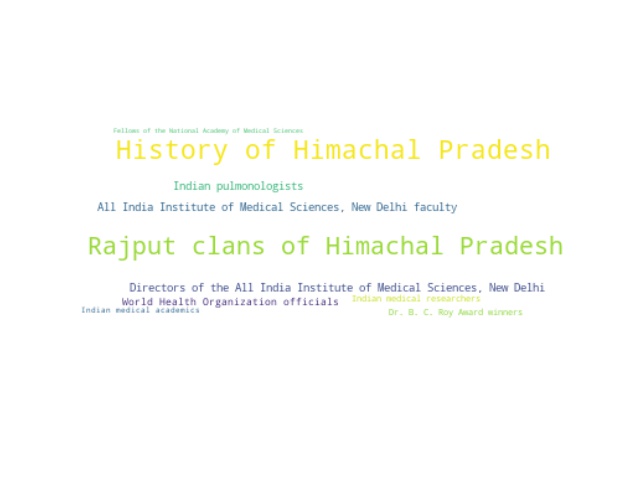 Fellows of the National Academy of Medical Sciences
History of Himachal Pradesh
Indian pulmonologists
All India Institute of Medical Sciences, New Delhi faculty
Rajput clans of Himachal Pradesh
Directors of the All India Institute of Medical Sciences, New Delhi
World Health Organization officials
Indian medical researchers
Indian medical academics
Dr. B. C. Roy Award winners